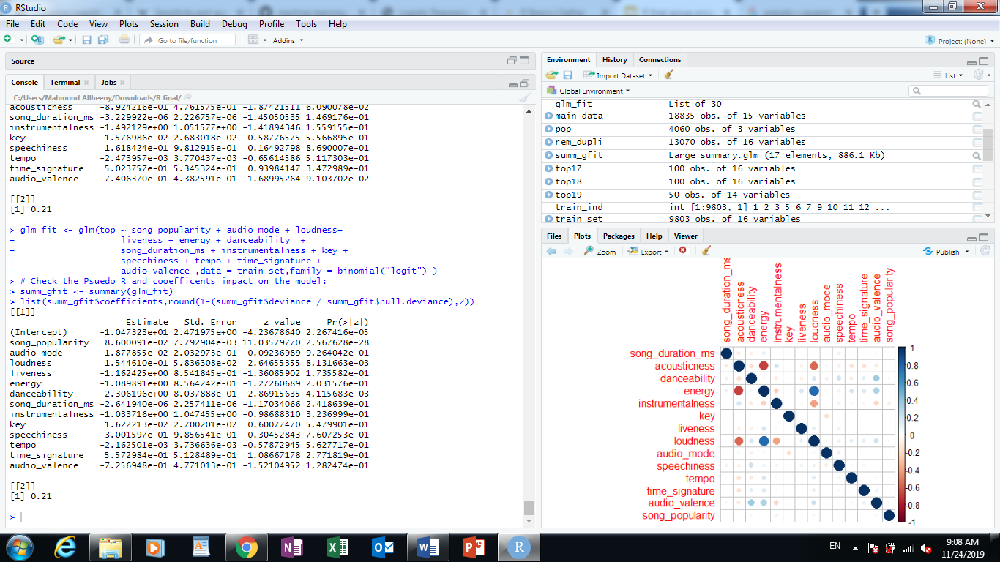 RStudio
File Edit Code View Plots Session Build Debug Profile Tools Help
Go to file/function Addins Project: (None)
Source
Console Terminal Jobs
C:/Users/Mahmoud Allheeny/Downloads/R final/
acousticness -8.924216e-01 4.761575e-01 -1.87421511 6.090078e-02
song_duration_ms -3.229922e-06 2.226757e-06 -1.45050535 1.469176e-01
instrumentalness -1.492129e+00 1.051577e+00 -1.41894346 1.559155e-01
key 1.576986e-02 2.683018e-02 0.58776575 5.566895e-01
speechiness 1.618424e-01 9.812915e-01 0.16492798 8.690007e-01
tempo -2.473957e-03 3.770437e-03 -0.65614586 5.117303e-01
time_signature 5.023757e-01 5.345324e-01 0.93984147 3.472989e-01
audio_valence -7.406370e-01 4.382591e-01 -1.68995264 9.103702e-02
[[2]]
[1] 0.21
> glm_fit <- glm(top ~ song_popularity + audio_mode + loudness+
+ liveness + energy + danceability +
+ song_duration_ms + instrumentalness + key +
+ speechiness + tempo + time_signature +
+ audio_valence ,data = train_set,family = binomial("logit") )
> # Check the Psuedo R and cooefficents impact on the model:
> summ_gfit <- summary(glm_fit)
> list(summ_gfit$coefficients,round(1-(summ_gfit$deviance / summ_gfit$null.deviance),2))
[[1]]
Estimate Std. Error z value Pr(>|z|)
(Intercept) -1.047323e+01 2.471975e+00 -4.23678640 2.267416e-05
song_popularity 8.600091e-02 7.792904e-03 11.03579770 2.567628e-28
audio_mode 1.877855e-02 2.032973e-01 0.09236989 9.264042e-01
loudness 1.544610e-01 5.836308e-02 2.64655355 8.131663e-03
liveness -1.162425e+00 8.541845e-01 -1.36085902 1.735582e-01
energy -1.089891e+00 8.564242e-01 -1.27260689 2.031576e-01
danceability 2.306196e+00 8.037888e-01 2.86915635 4.115683e-03
song_duration_ms -2.641940e-06 2.257411e-06 -1.17034066 2.418639e-01
instrumentalness -1.033716e+00 1.047455e+00 -0.98688310 3.236999e-01
key 1.622213e-02 2.700201e-02 0.60077470 5.479901e-01
speechiness 3.001597e-01 9.856541e-01 0.30452843 7.607253e-01
tempo -2.162501e-03 3.736636e-03 -0.57872945 5.627717e-01
time_signature 5.572984e-01 5.128489e-01 1.08667178 2.771819e-01
audio_valence -7.256948e-01 4.771013e-01 -1.52104952 1.282474e-01
[[2]]
[1] 0.21
>
Environment History Connections
Import Dataset List
Global Environment
glm_fit List of 30
main_data 18835 obs. of 15 variables
pop 4060 obs. of 3 variables
rem_dupli 13070 obs. of 16 variables
summ_gfit Large summary.glm (17 elements, 886.1 Kb)
top17 100 obs. of 16 variables
top18 100 obs. of 16 variables
top19 50 obs. of 14 variables
train_ind int [1:9803, 1] 1 2 3 5 6 7 9 10 11 12 ...
train_set 9803 obs. of 16 variables
Files Plots Packages Help Viewer
Zoom Export Publish
song_duration_ms acousticness danceability energy instrumentalness key liveness loudness audio_mode speechiness tempo time_signature audio_valence song_popularity
song_duration_ms
acousticness
danceability
energy
instrumentalness
key
liveness
loudness
audio_mode
speechiness
tempo
time_signature
audio_valence
song_popularity
1
0.8
0.6
0.4
0.2
0
-0.2
-0.4
-0.6
-0.8
-1
EN
9:08 AM
11/24/2019